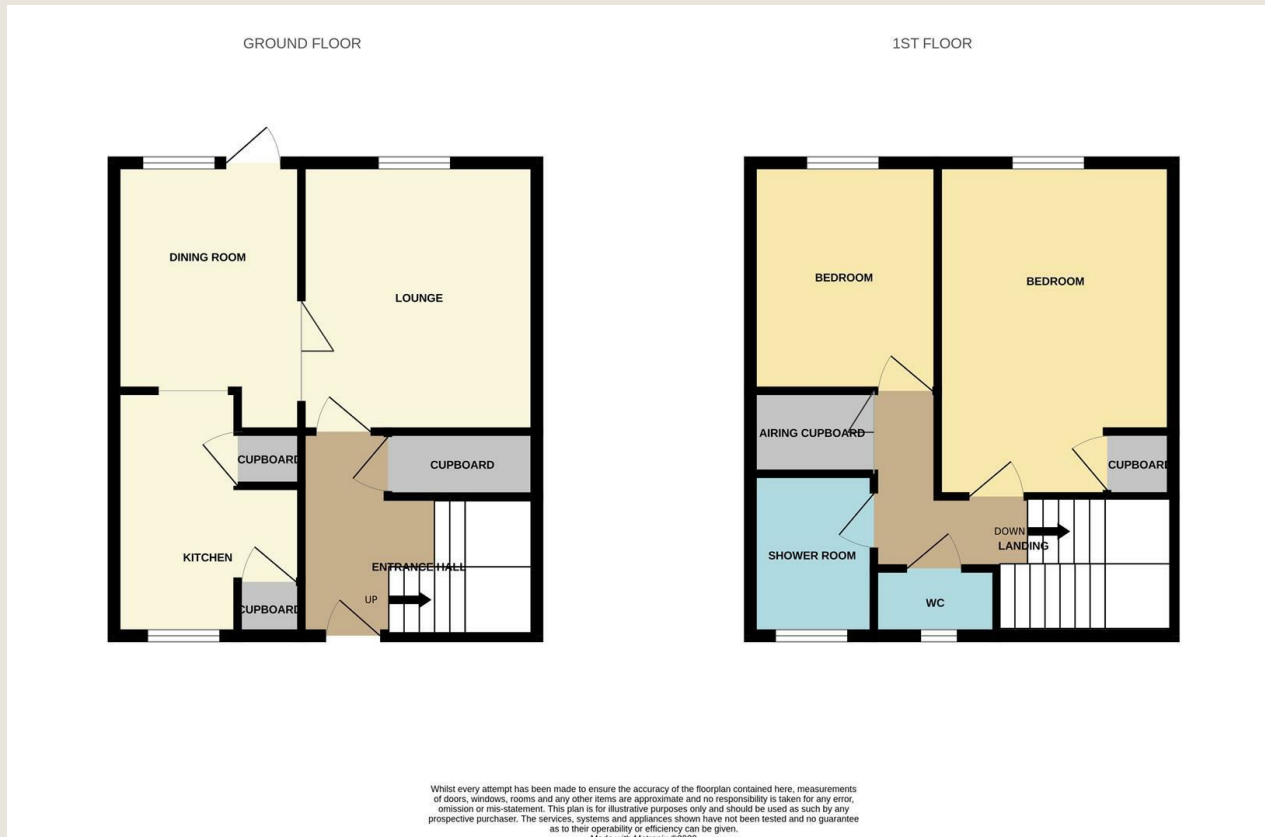 GROUND FLOOR
1ST FLOOR
DINING ROOM
LOUNGE
CUPBOARD
CUPBOARD
KITCHEN
ENTRANCE HALL
UP
CUPBOARD
BEDROOM
BEDROOM
AIRING CUPBOARD
CUPBOARD
DOWN
LANDING
SHOWER ROOM
WC
Whilst every attempt has been made to ensure the accuracy of the floorplan contained here, measurements
of doors, windows, rooms and any other items are approximate and no responsibility is taken for any error,
omission or mis-statement. This plan is for illustrative purposes only and should be used as such by any
prospective purchaser. The services, systems and appliances shown have not been tested and no guarantee
as to their operability or efficiency can be given.
Made with Metropix